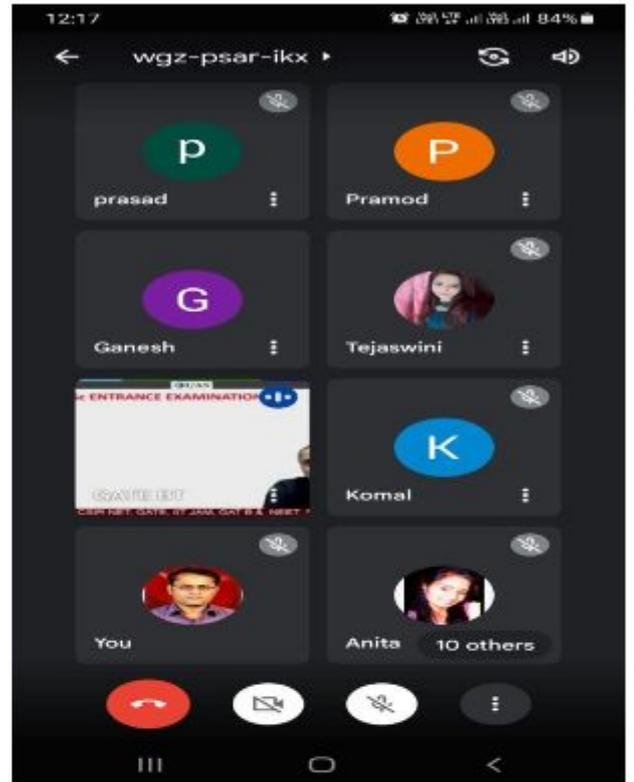 12:17
84%
wgz-psar-ikx
p
P
prasad
Pramod
G
Ganesh
Tejaswini
ENTRANCE EXAMINATION
GATE BT
K
Komal
CSIR NET, GATE, IIT JAM, GAT B & NEET
You
Anita
10 others